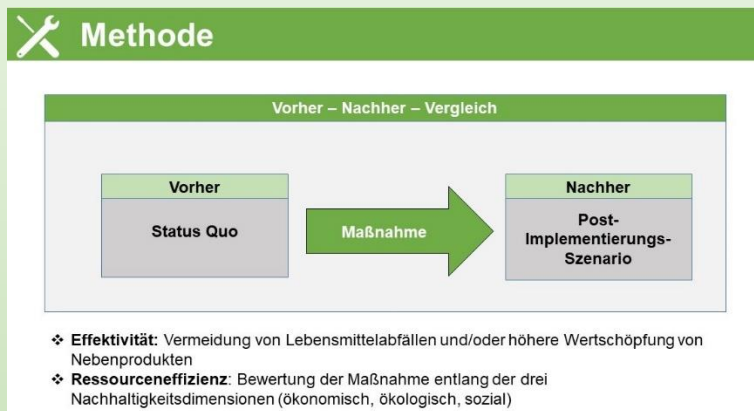 Methode
Vorher – Nachher – Vergleich
Vorher
Status Quo
Maßnahme
Nachher
Post-
Implementierungs-
Szenario
❖ Effektivität: Vermeidung von Lebensmittelabfällen und/oder höhere Wertschöpfung von
Nebenprodukten
❖ Ressourceneffizienz: Bewertung der Maßnahme entlang der drei
Nachhaltigkeitsdimensionen (ökonomisch, ökologisch, sozial)